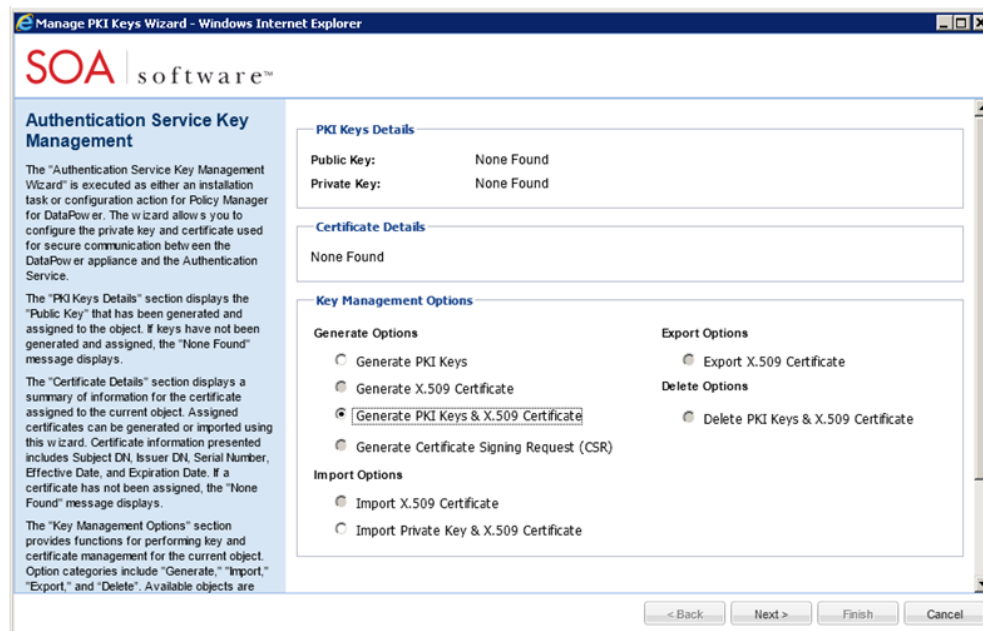 Manage PKI Keys Wizard - Windows Internet Explorer
SOA software™
Authentication Service Key
Management
The "Authentication Service Key Management
Wizard" is executed as either an installation
task or configuration action for Policy Manager
for DataPower. The wizard allows you to
configure the private key and certificate used
for secure communication between the
DataPower appliance and the Authentication
Service.
The "PKI Keys Details" section displays the
"Public Key" that has been generated and
assigned to the object. If keys have not been
generated and assigned, the "None Found"
message displays.
The "Certificate Details" section displays a
summary of information for the certificate
assigned to the current object. Assigned
certificates can be generated or imported using
this wizard. Certificate information presented
includes Subject DN, Issuer DN, Serial Number,
Effective Date, and Expiration Date. If a
certificate has not been assigned, the "None
Found" message displays.
The "Key Management Options" section
provides functions for performing key and
certificate management for the current object.
Option categories include "Generate," "Import,"
"Export," and "Delete". Available objects are
PKI Keys Details
Public Key: None Found
Private Key: None Found
Certificate Details
None Found
Key Management Options
Generate Options
Generate PKI Keys
Generate X.509 Certificate
Generate PKI Keys & X.509 Certificate
Generate Certificate Signing Request (CSR)
Import Options
Import X.509 Certificate
Import Private Key & X.509 Certificate
Export Options
Export X.509 Certificate
Delete Options
Delete PKI Keys & X.509 Certificate
< Back Next > Finish Cancel